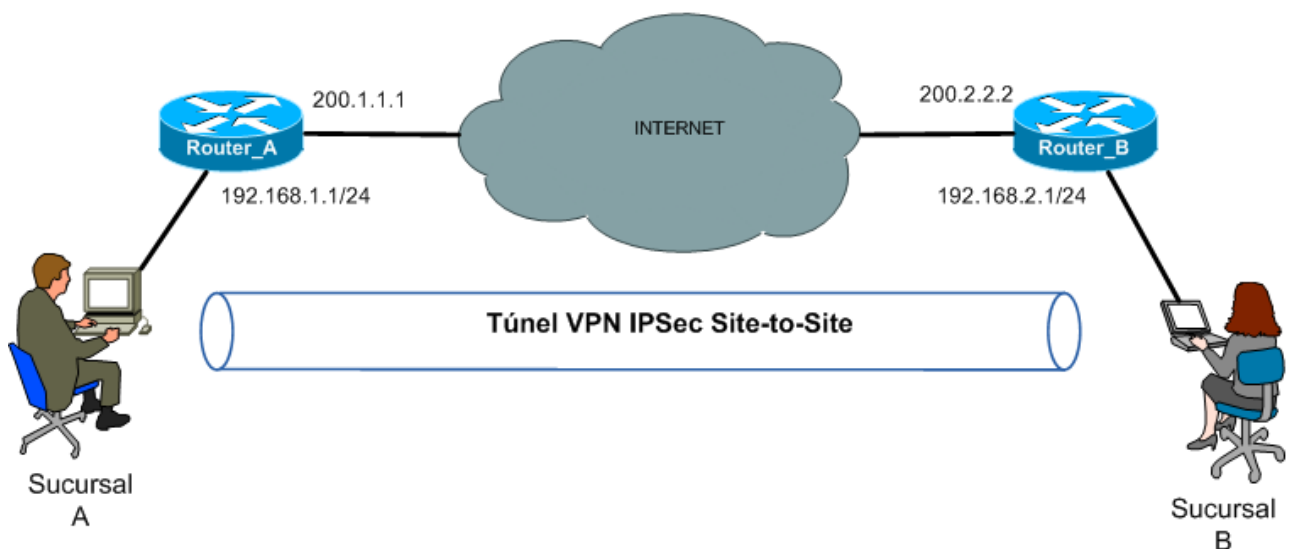 200.1.1.1
200.2.2.2
INTERNET
Router_A
Router_B
192.168.1.1/24
192.168.2.1/24
Túnel VPN IPSec Site-to-Site
Sucursal
A
Sucursal
B